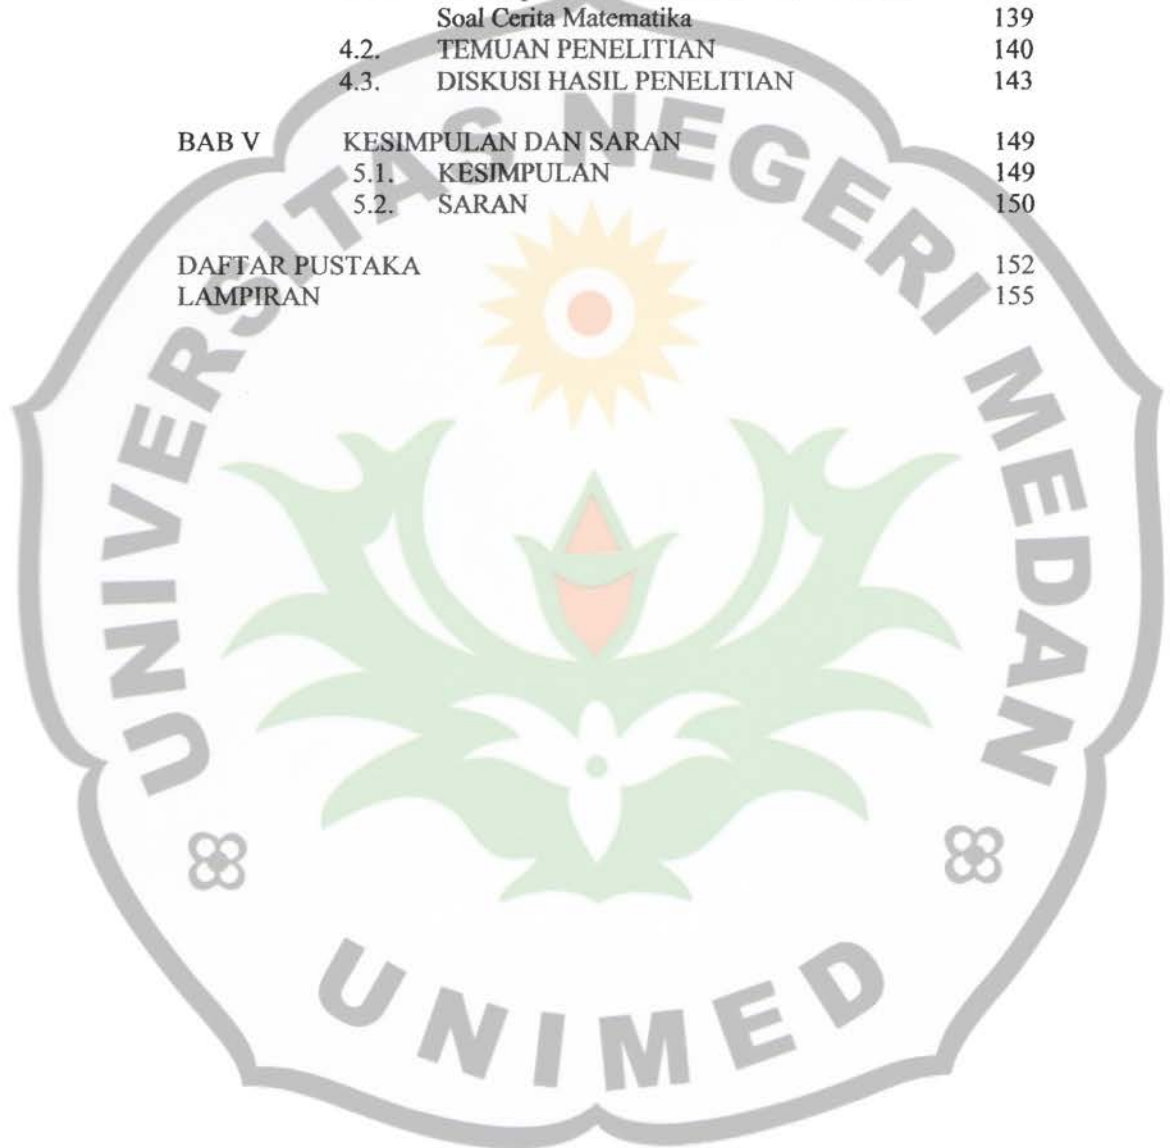 Soal Cerita Matematika 139
4.2. TEMUAN PENELITIAN 140
4.3. DISKUSI HASIL PENELITIAN 143
BAB V KESIMPULAN DAN SARAN 149
5.1. KESIMPULAN 149
5.2. SARAN 150
DAFTAR PUSTAKA 152
LAMPIRAN 155
UNIVERSITAS NEGERI MEDAN
UNIMED